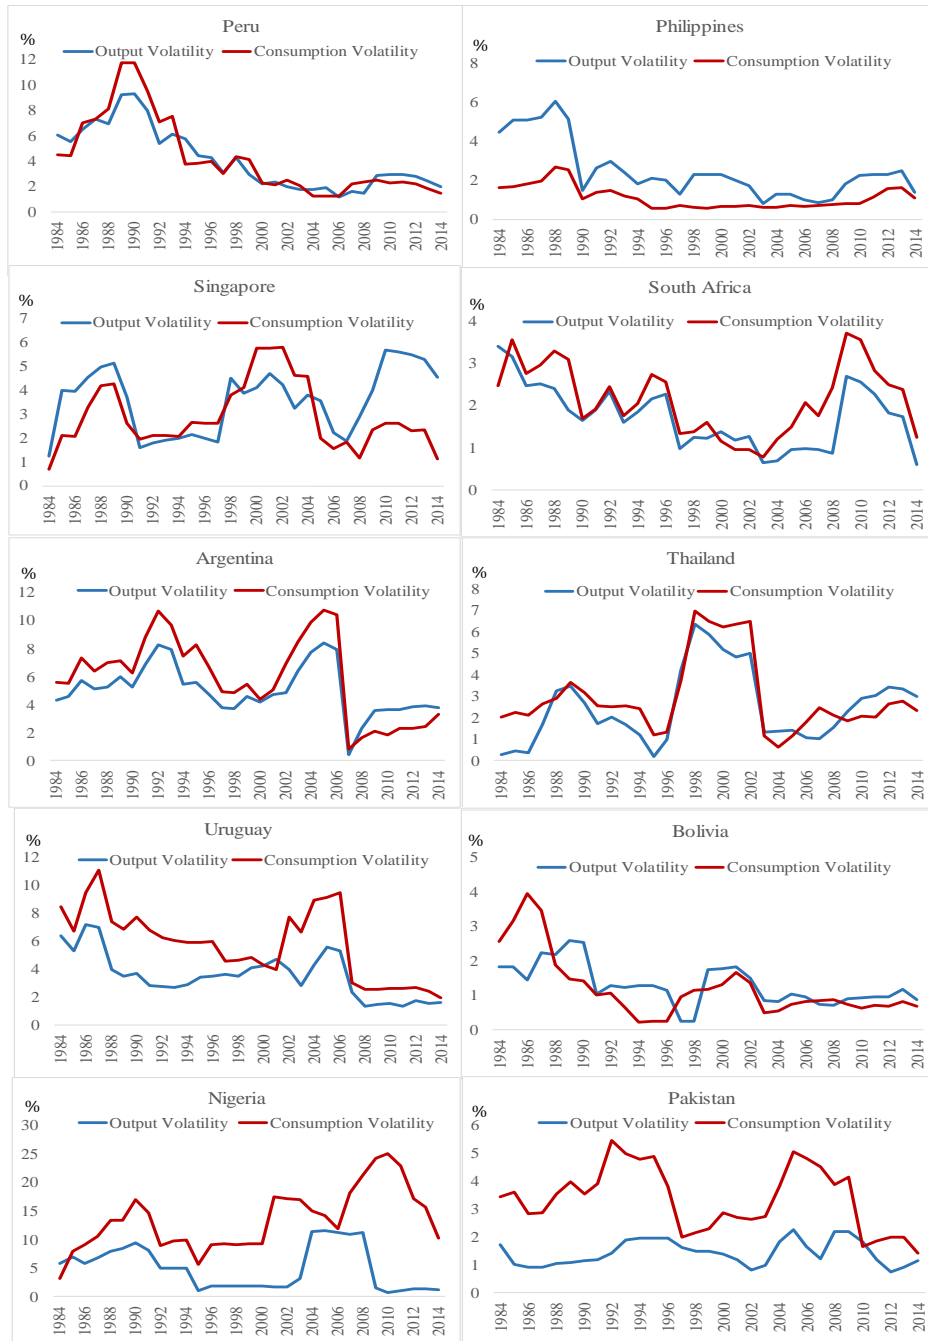 Peru
%
Output Volatility Consumption Volatility
12
10
8
6
4
2
0
1984 1986 1988 1990 1992 1994 1996 1998 2000 2002 2004 2006 2008 2010 2012 2014
Philippines
%
Output Volatility Consumption Volatility
8
6
4
2
0
1984 1986 1988 1990 1992 1994 1996 1998 2000 2002 2004 2006 2008 2010 2012 2014
Singapore
%
Output Volatility Consumption Volatility
7
6
5
4
3
2
1
0
1984 1986 1988 1990 1992 1994 1996 1998 2000 2002 2004 2006 2008 2010 2012 2014
South Africa
%
Output Volatility Consumption Volatility
4
3
2
1
0
1984 1986 1988 1990 1992 1994 1996 1998 2000 2002 2004 2006 2008 2010 2012 2014
Argentina
%
Output Volatility Consumption Volatility
12
10
8
6
4
2
0
1984 1986 1988 1990 1992 1994 1996 1998 2000 2002 2004 2006 2008 2010 2012 2014
Thailand
%
Output Volatility Consumption Volatility
8
7
6
5
4
3
2
1
0
1984 1986 1988 1990 1992 1994 1996 1998 2000 2002 2004 2006 2008 2010 2012 2014
Uruguay
%
Output Volatility Consumption Volatility
12
10
8
6
4
2
0
1984 1986 1988 1990 1992 1994 1996 1998 2000 2002 2004 2006 2008 2010 2012 2014
Bolivia
%
Output Volatility Consumption Volatility
5
4
3
2
1
0
1984 1986 1988 1990 1992 1994 1996 1998 2000 2002 2004 2006 2008 2010 2012 2014
Nigeria
%
Output Volatility Consumption Volatility
30
25
20
15
10
5
0
1984 1986 1988 1990 1992 1994 1996 1998 2000 2002 2004 2006 2008 2010 2012 2014
Pakistan
%
Output Volatility Consumption Volatility
6
5
4
3
2
1
0
1984 1986 1988 1990 1992 1994 1996 1998 2000 2002 2004 2006 2008 2010 2012 2014